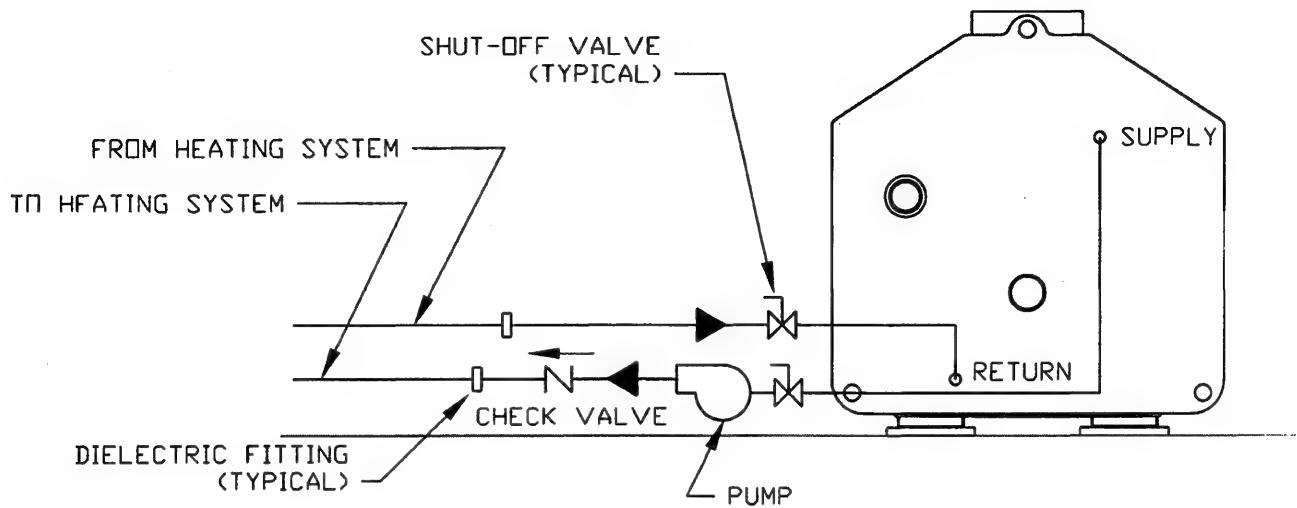 SHUT-OFF VALVE
(TYPICAL)
FROM HEATING SYSTEM
SUPPLY
TO HEATING SYSTEM
RETURN
CHECK VALVE
DIELECTRIC FITTING
(TYPICAL)
PUMP